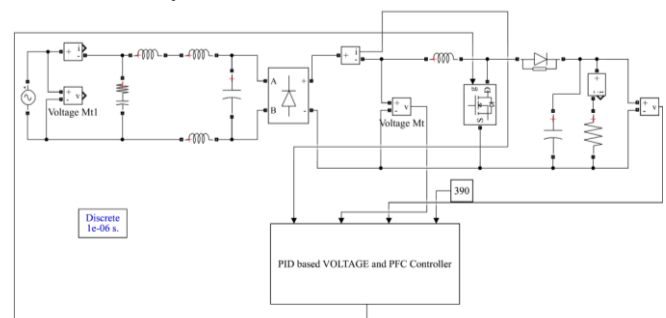 i
v
Voltage Mt1
A
B
i
v
Voltage Mt
g
D
S
i
v
390
Discrete
1e-06 s.
PID based VOLTAGE and PFC Controller